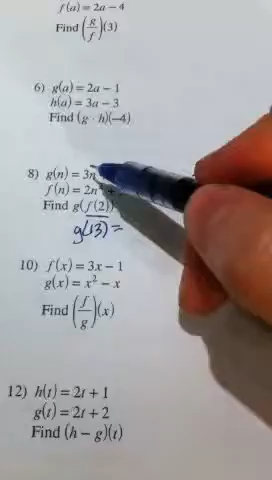 f(a) = 2a − 4
Find (g/f)(3)
6) g(a) = 2a − 1
h(a) = 3a − 3
Find (g · h)(−4)
8) g(n) = 3n
f(n) = 2n
Find g(f(2))
g(13) =
10) f(x) = 3x − 1
g(x) = x² − x
Find (f/g)(x)
12) h(t) = 2t + 1
g(t) = 2t + 2
Find (h − g)(t)